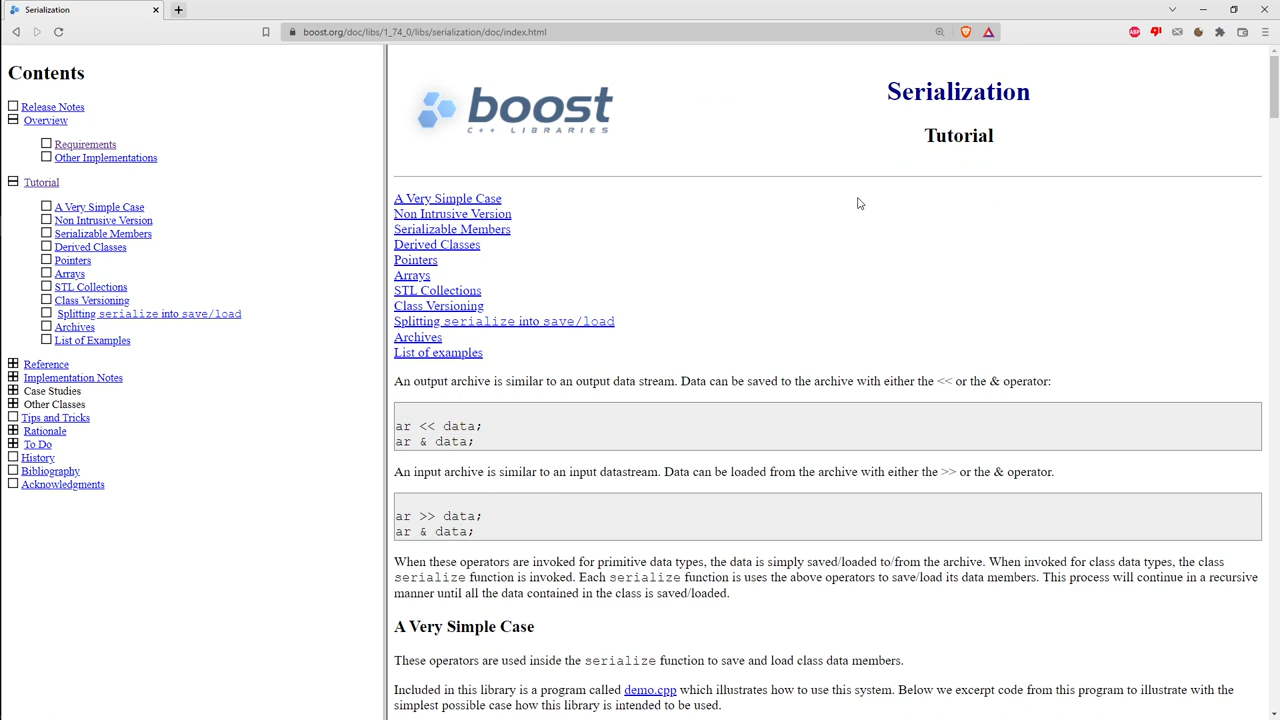 Serialization
boost.org/doc/libs/1_74_0/libs/serialization/doc/index.html
ABP
Contents
Release Notes
Overview
Requirements
Other Implementations
Tutorial
A Very Simple Case
Non Intrusive Version
Serializable Members
Derived Classes
Pointers
Arrays
STL Collections
Class Versioning
Splitting serialize into save/load
Archives
List of Examples
Reference
Implementation Notes
Case Studies
Other Classes
Tips and Tricks
Rationale
To Do
History
Bibliography
Acknowledgments
boost
C++ LIBRARIES
Serialization
Tutorial
A Very Simple Case
Non Intrusive Version
Serializable Members
Derived Classes
Pointers
Arrays
STL Collections
Class Versioning
Splitting serialize into save/load
Archives
List of examples
An output archive is similar to an output data stream. Data can be saved to the archive with either the << or the & operator:
ar << data;
ar & data;
An input archive is similar to an input datastream. Data can be loaded from the archive with either the >> or the & operator.
ar >> data;
ar & data;
When these operators are invoked for primitive data types, the data is simply saved/loaded to/from the archive. When invoked for class data types, the class
serialize function is invoked. Each serialize function is uses the above operators to save/load its data members. This process will continue in a recursive
manner until all the data contained in the class is saved/loaded.
A Very Simple Case
These operators are used inside the serialize function to save and load class data members.
Included in this library is a program called demo.cpp which illustrates how to use this system. Below we excerpt code from this program to illustrate with the
simplest possible case how this library is intended to be used.